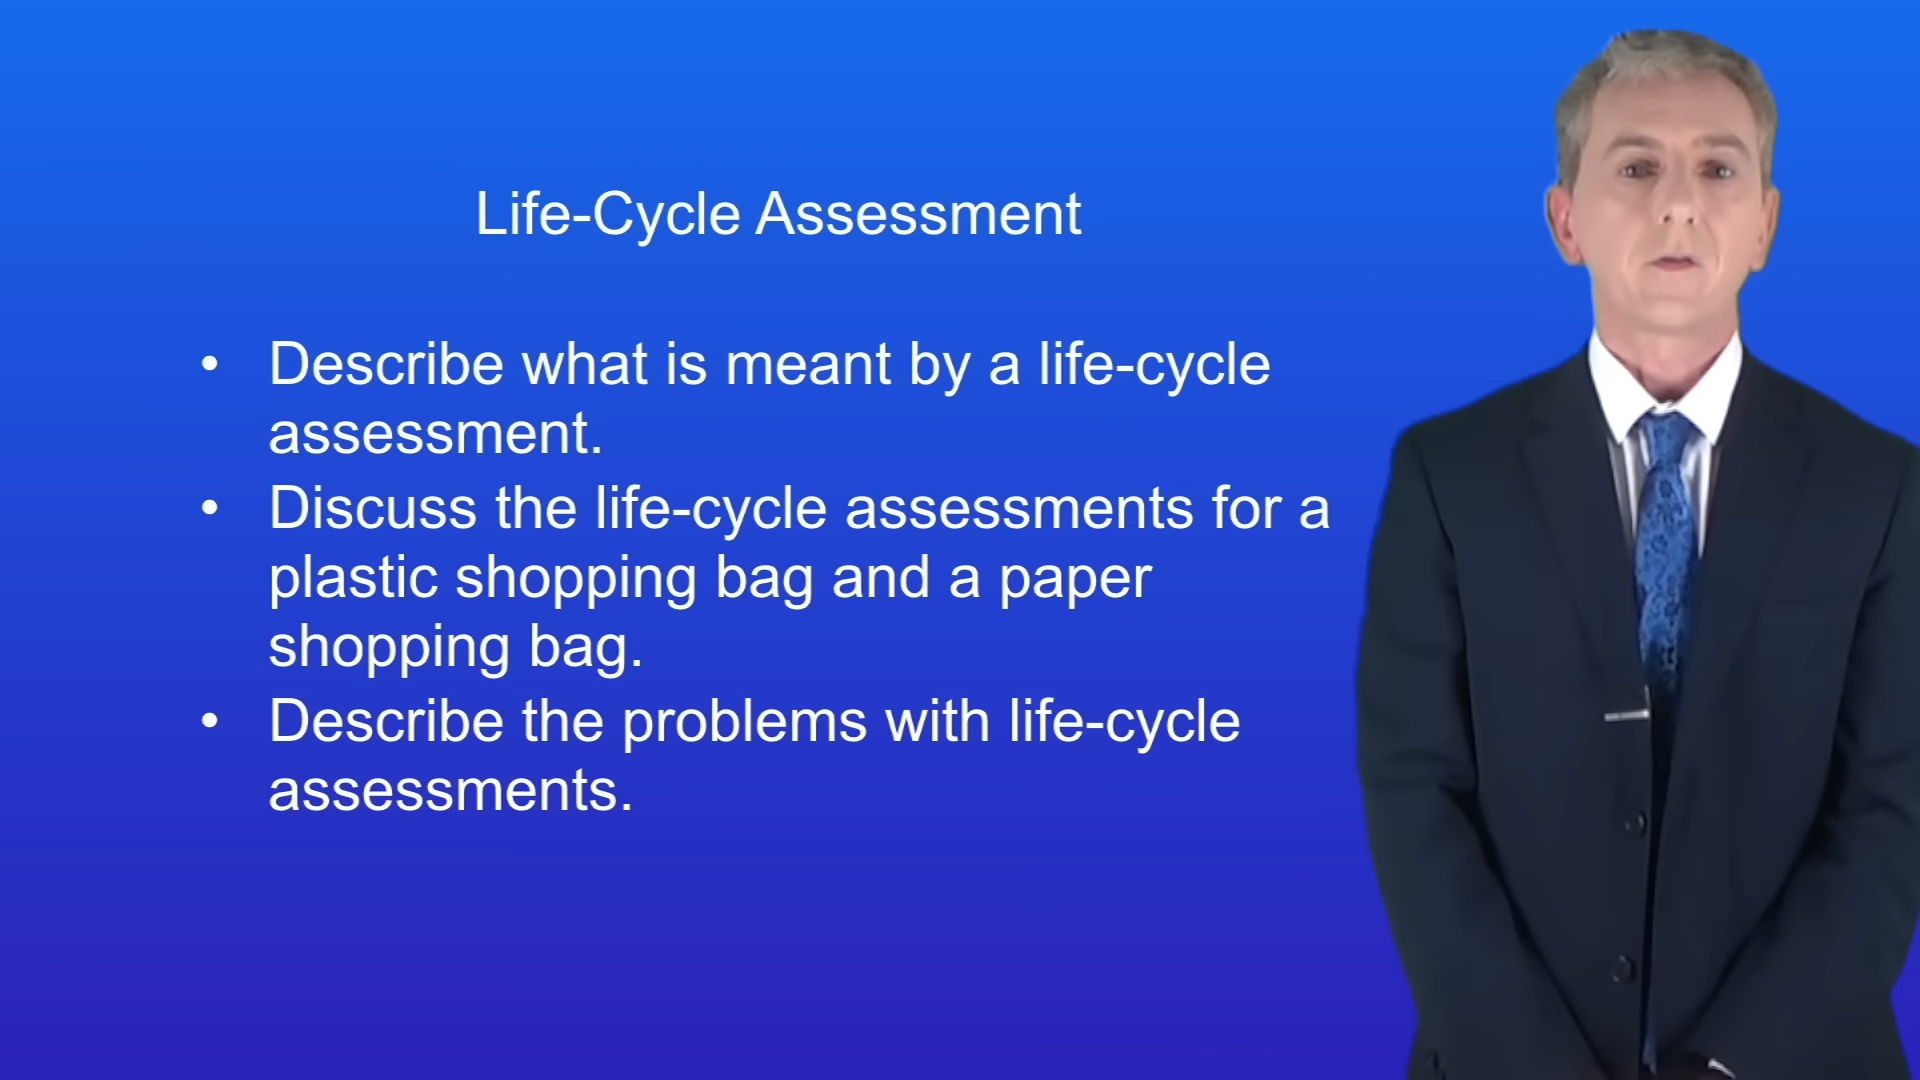 Life-Cycle Assessment
• Describe what is meant by a life-cycle
assessment.
• Discuss the life-cycle assessments for a
plastic shopping bag and a paper
shopping bag.
• Describe the problems with life-cycle
assessments.